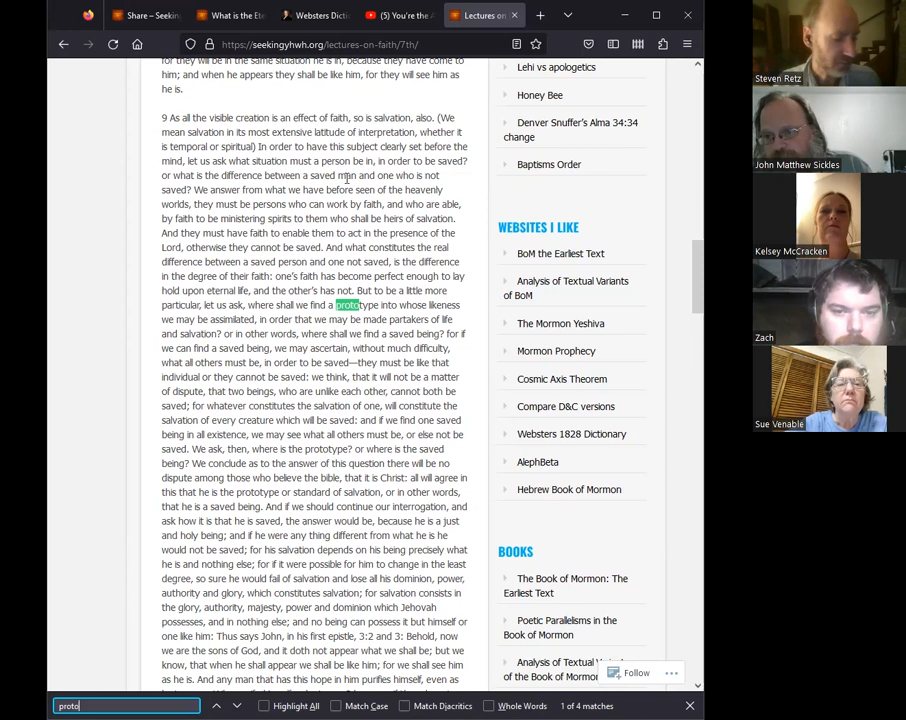 Share – Seekin
What is the Ete
Websters Dicti
(5) You're the A
Lectures on
https://seekingyhwh.org/lectures-on-faith/7th/
for they will be in the same situation he is in, because they have come to
him; and when he appears they shall be like him, for they will see him as
he is.
9 As all the visible creation is an effect of faith, so is salvation, also. (We
mean salvation in its most extensive latitude of interpretation, whether it
is temporal or spiritual) In order to have this subject clearly set before the
mind, let us ask what situation must a person be in, in order to be saved?
or what is the difference between a saved man and one who is not
saved? We answer from what we have before seen of the heavenly
worlds, they must be persons who can work by faith, and who are able,
by faith to be ministering spirits to them who shall be heirs of salvation.
And they must have faith to enable them to act in the presence of the
Lord, otherwise they cannot be saved. And what constitutes the real
difference between a saved person and one not saved, is the difference
in the degree of their faith: one's faith has become perfect enough to lay
hold upon eternal life, and the other's has not. But to be a little more
particular, let us ask, where shall we find a prototype into whose likeness
we may be assimilated, in order that we may be made partakers of life
and salvation? or in other words, where shall we find a saved being? for if
we can find a saved being, we may ascertain, without much difficulty,
what all others must be, in order to be saved—they must be like that
individual or they cannot be saved: we think, that it will not be a matter
of dispute, that two beings, who are unlike each other, cannot both be
saved; for whatever constitutes the salvation of one, will constitute the
salvation of every creature which will be saved: and if we find one saved
being in all existence, we may see what all others must be, or else not be
saved. We ask, then, where is the prototype? or where is the saved
being? We conclude as to the answer of this question there will be no
dispute among those who believe the bible, that it is Christ: all will agree in
this that he is the prototype or standard of salvation, or in other words,
that he is a saved being. And if we should continue our interrogation, and
ask how it is that he is saved, the answer would be, because he is a just
and holy being; and if he were any thing different from what he is he
would not be saved; for his salvation depends on his being precisely what
he is and nothing else; for if it were possible for him to change in the least
degree, so sure he would fail of salvation and lose all his dominion, power,
authority and glory, which constitutes salvation; for salvation consists in
the glory, authority, majesty, power and dominion which Jehovah
possesses, and in nothing else; and no being can possess it but himself or
one like him: Thus says John, in his first epistle, 3:2 and 3: Behold, now
we are the sons of God, and it doth not appear what we shall be; but we
know, that when he shall appear we shall be like him; for we shall see him
as he is. And any man that has this hope in him purifies himself, even as
Lehi vs apologetics
Honey Bee
Denver Snuffer's Alma 34:34
change
Baptisms Order
WEBSITES I LIKE
BoM the Earliest Text
Analysis of Textual Variants
of BoM
The Mormon Yeshiva
Mormon Prophecy
Cosmic Axis Theorem
Compare D&C versions
Websters 1828 Dictionary
AlephBeta
Hebrew Book of Mormon
BOOKS
The Book of Mormon: The
Earliest Text
Poetic Parallelisms in the
Book of Mormon
Analysis of Textual
of the Book of Mormon
Follow
proto
Highlight All
Match Case
Match Diacritics
Whole Words
1 of 4 matches
Steven Retz
John Matthew Sickles
Kelsey McCracken
Zach
Sue Venable